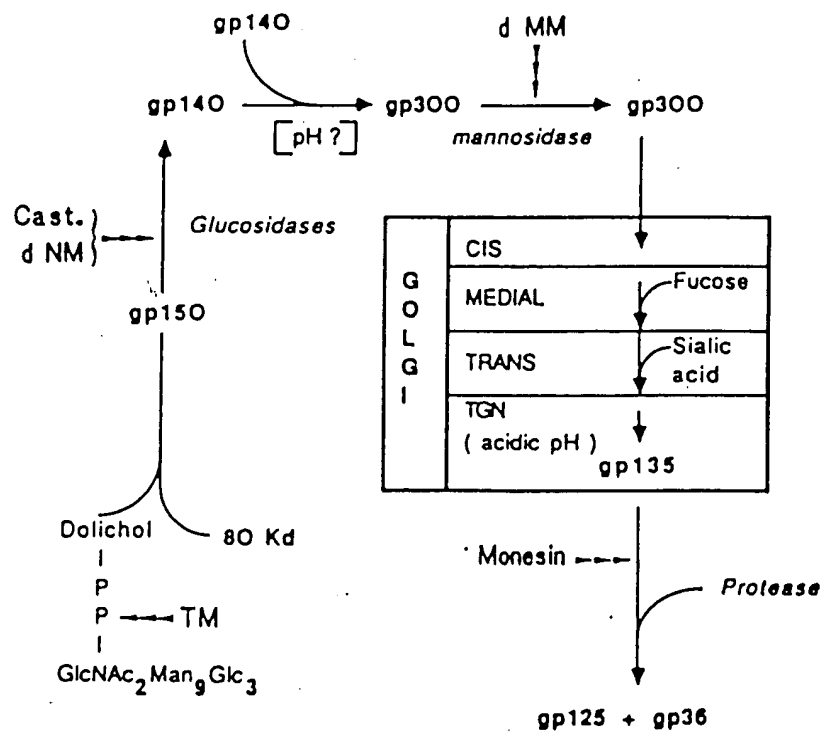 gp140
d MM
gp140
gp300
gp300
[pH ?]
mannosidase
Cast.
d NM
Glucosidases
gp150
GOLGI
CIS
MEDIAL
Fucose
TRANS
Sialic
acid
TGN
( acidic pH )
gp135
Dolichol
80 Kd
P
P
TM
GlcNAc2Man9Glc3
Monesin
Protease
gp125 + gp36